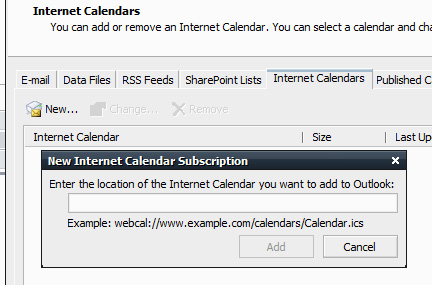 Internet Calendars
You can add or remove an Internet Calendar. You can select a calendar and cha
E-mail Data Files RSS Feeds SharePoint Lists Internet Calendars Published C
New... Change... Remove
Internet Calendar Size Last Up
New Internet Calendar Subscription
Enter the location of the Internet Calendar you want to add to Outlook:
Example: webcal://www.example.com/calendars/Calendar.ics
Add Cancel